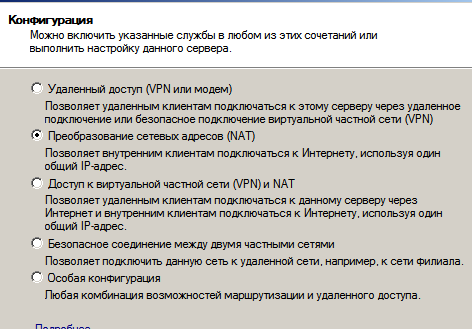 Конфигурация
Можно включить указанные службы в любом из этих сочетаний или
выполнить настройку данного сервера.
Удаленный доступ (VPN или модем)
Позволяет удаленным клиентам подключаться к этому серверу через удаленное
подключение или безопасное подключение виртуальной частной сети (VPN)
Преобразование сетевых адресов (NAT)
Позволяет внутренним клиентам подключаться к Интернету, используя один
общий IP-адрес.
Доступ к виртуальной частной сети (VPN) и NAT
Позволяет удаленным клиентам подключаться к данному серверу через
Интернет и внутренним клиентам подключаться к Интернету, используя один
общий IP-адрес.
Безопасное соединение между двумя частными сетями
Позволяет подключить данную сеть к удаленной сети, например, к сети филиала.
Особая конфигурация
Любая комбинация возможностей маршрутизации и удаленного доступа.
Подробнее